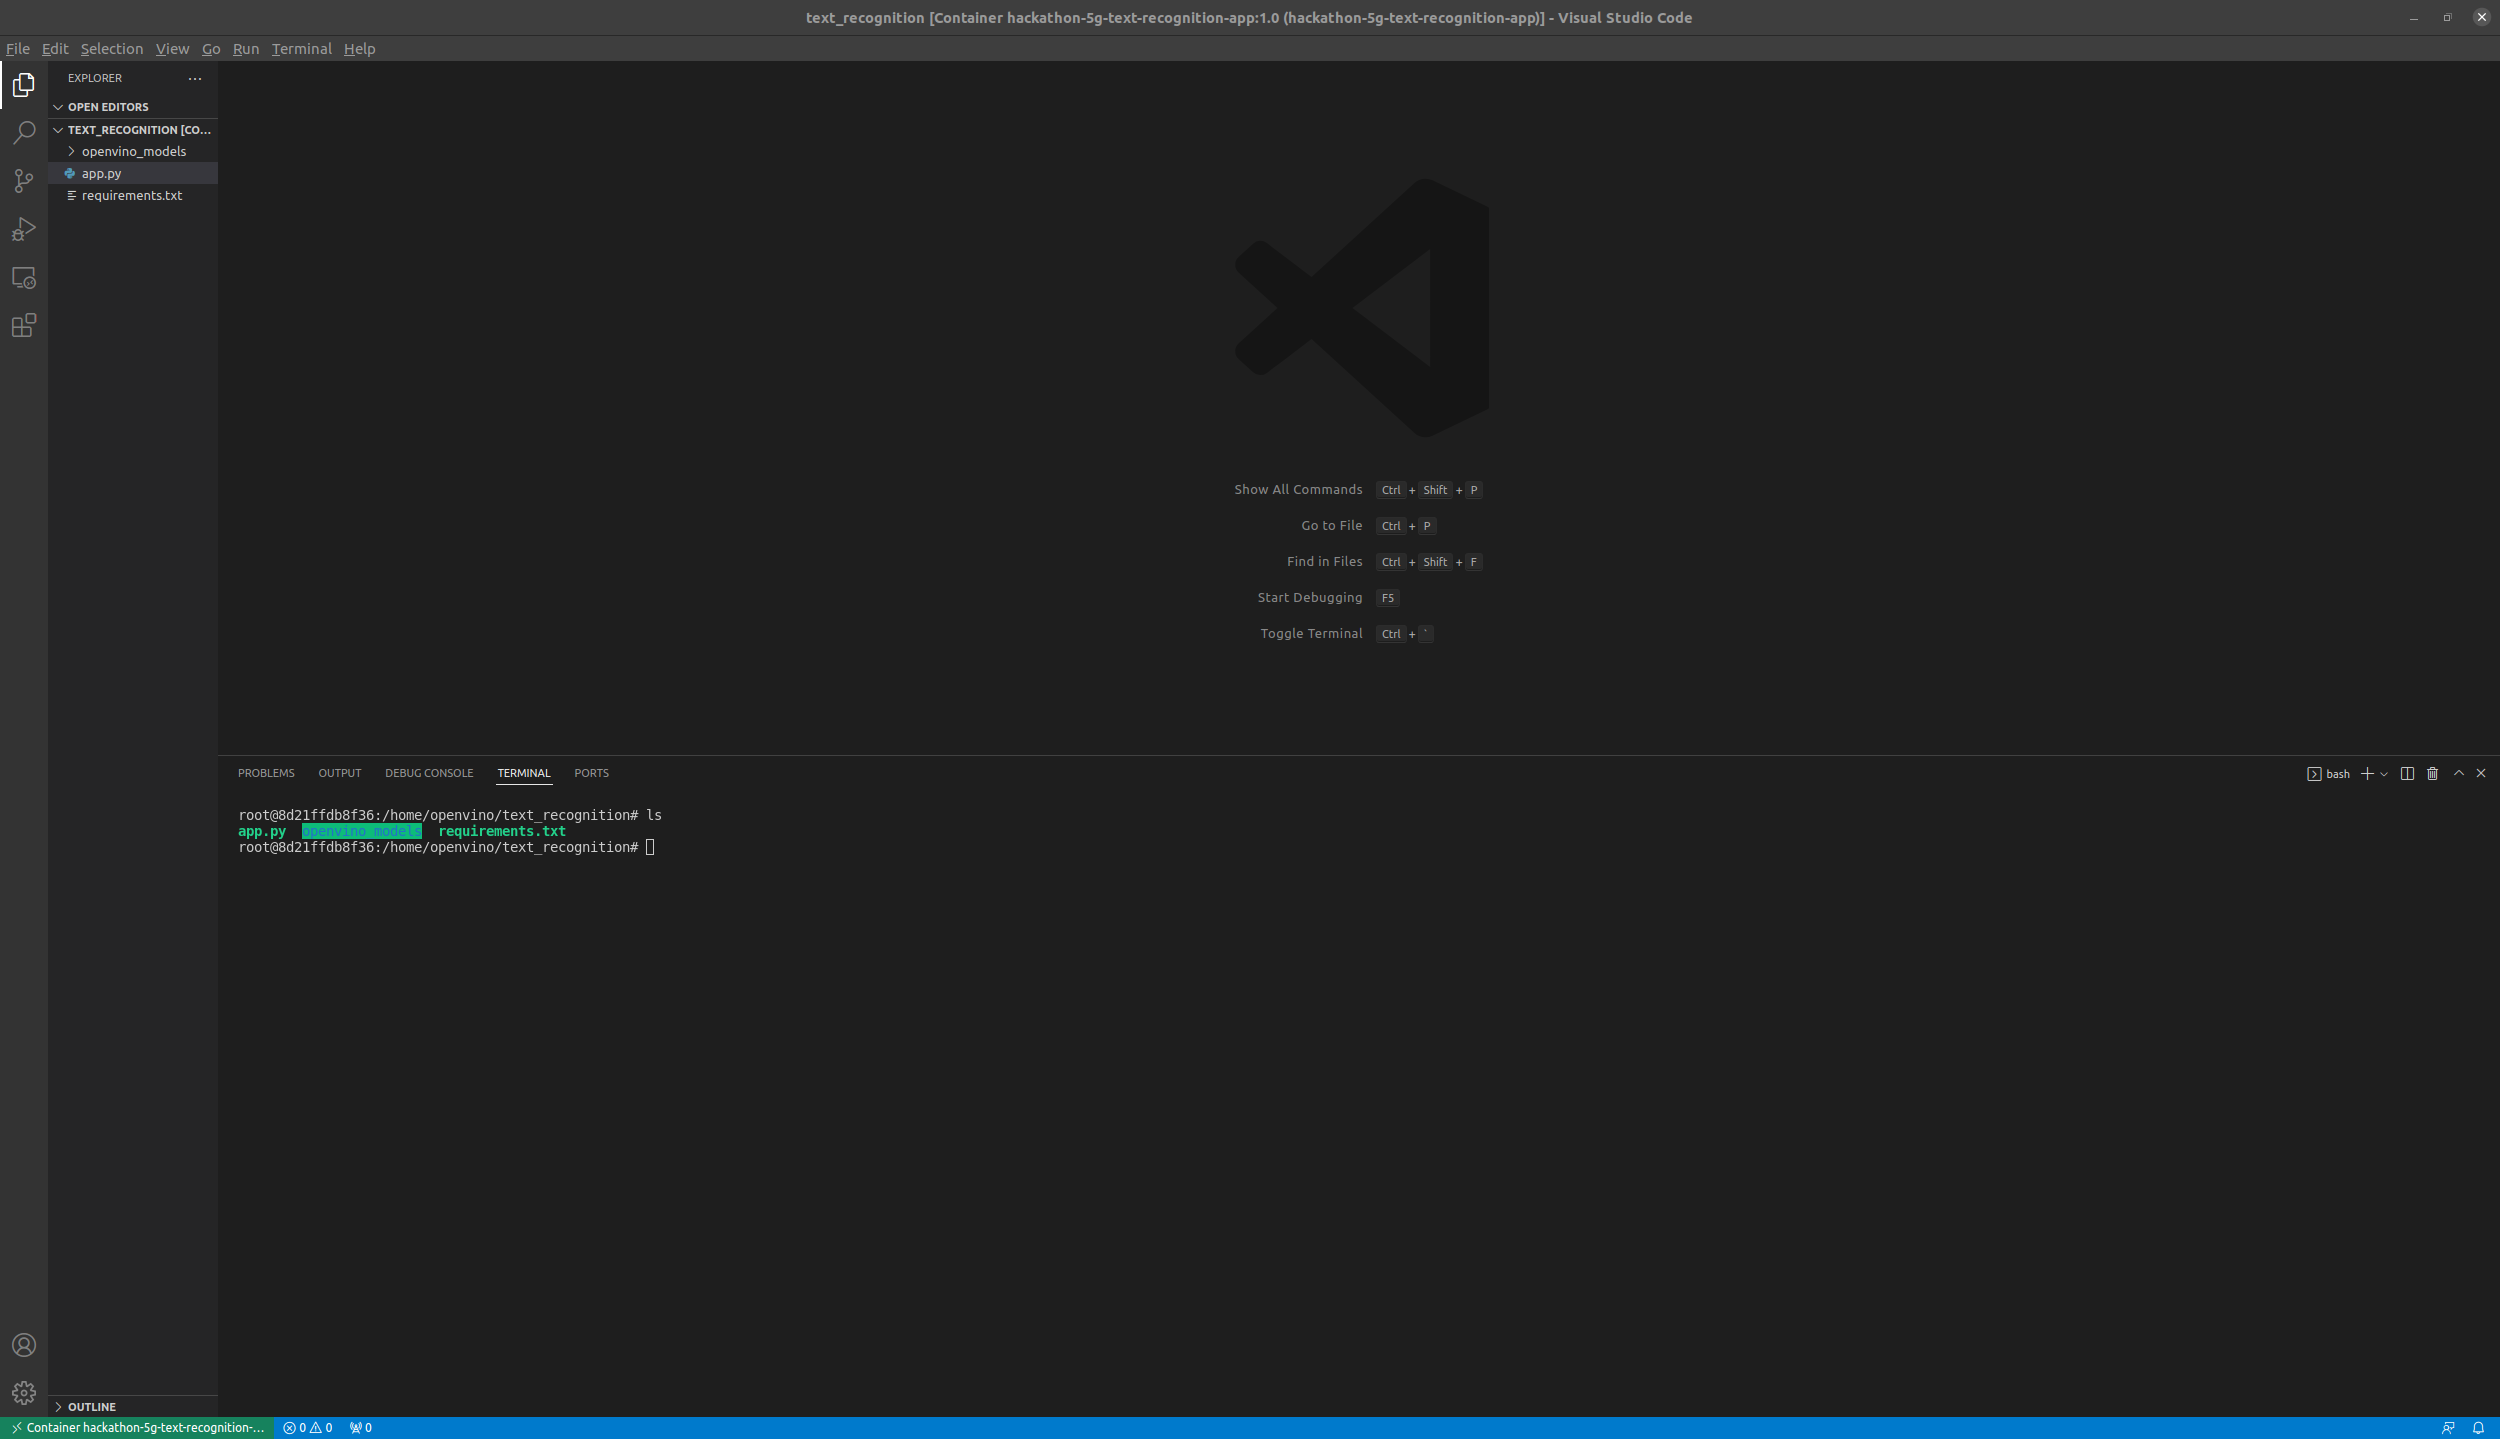 text_recognition [Container hackathon-5g-text-recognition-app:1.0 (hackathon-5g-text-recognition-app)] - Visual Studio Code
File Edit Selection View Go Run Terminal Help
EXPLORER
OPEN EDITORS
TEXT_RECOGNITION [CO...
openvino_models
app.py
requirements.txt
Show All Commands Ctrl + Shift + P
Go to File Ctrl + P
Find in Files Ctrl + Shift + F
Start Debugging F5
Toggle Terminal Ctrl + `
PROBLEMS OUTPUT DEBUG CONSOLE TERMINAL PORTS
bash
root@8d21ffdb8f36:/home/openvino/text_recognition# ls
app.py openvino_models requirements.txt
root@8d21ffdb8f36:/home/openvino/text_recognition#
OUTLINE
Container hackathon-5g-text-recognition-... 0 0 0